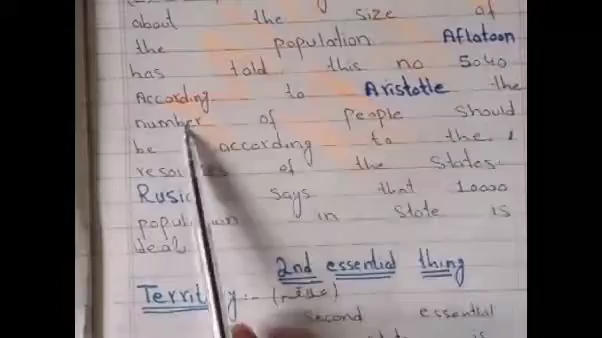 about the size of
the population Aflatoon
has told this no 5040
According to Aristotle the
number of people should
be according to the
of the States.
says that 10000
in state is
deal
2nd essential thing
second essential
is